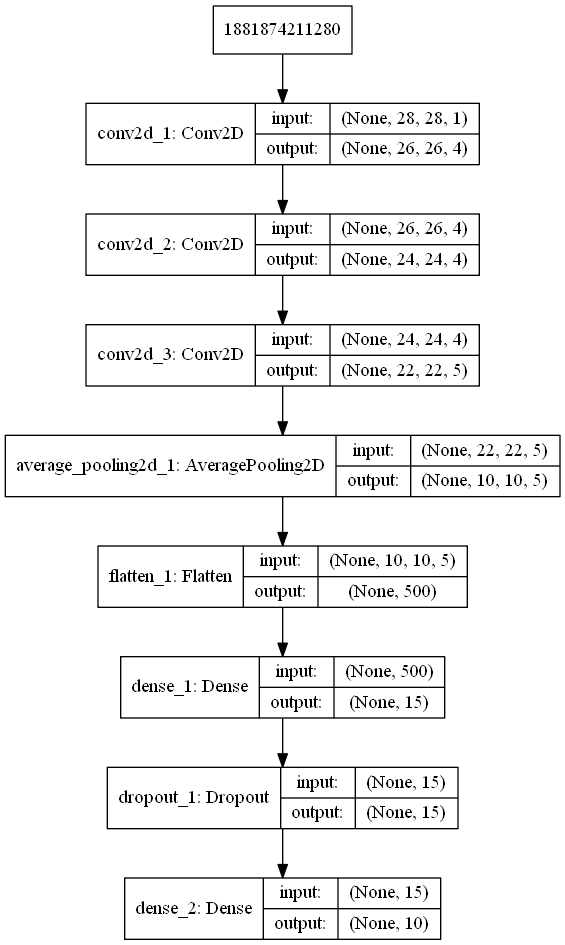 1881874211280
conv2d_1: Conv2D
input: (None, 28, 28, 1)
output: (None, 26, 26, 4)
conv2d_2: Conv2D
input: (None, 26, 26, 4)
output: (None, 24, 24, 4)
conv2d_3: Conv2D
input: (None, 24, 24, 4)
output: (None, 22, 22, 5)
average_pooling2d_1: AveragePooling2D
input: (None, 22, 22, 5)
output: (None, 10, 10, 5)
flatten_1: Flatten
input: (None, 10, 10, 5)
output: (None, 500)
dense_1: Dense
input: (None, 500)
output: (None, 15)
dropout_1: Dropout
input: (None, 15)
output: (None, 15)
dense_2: Dense
input: (None, 15)
output: (None, 10)